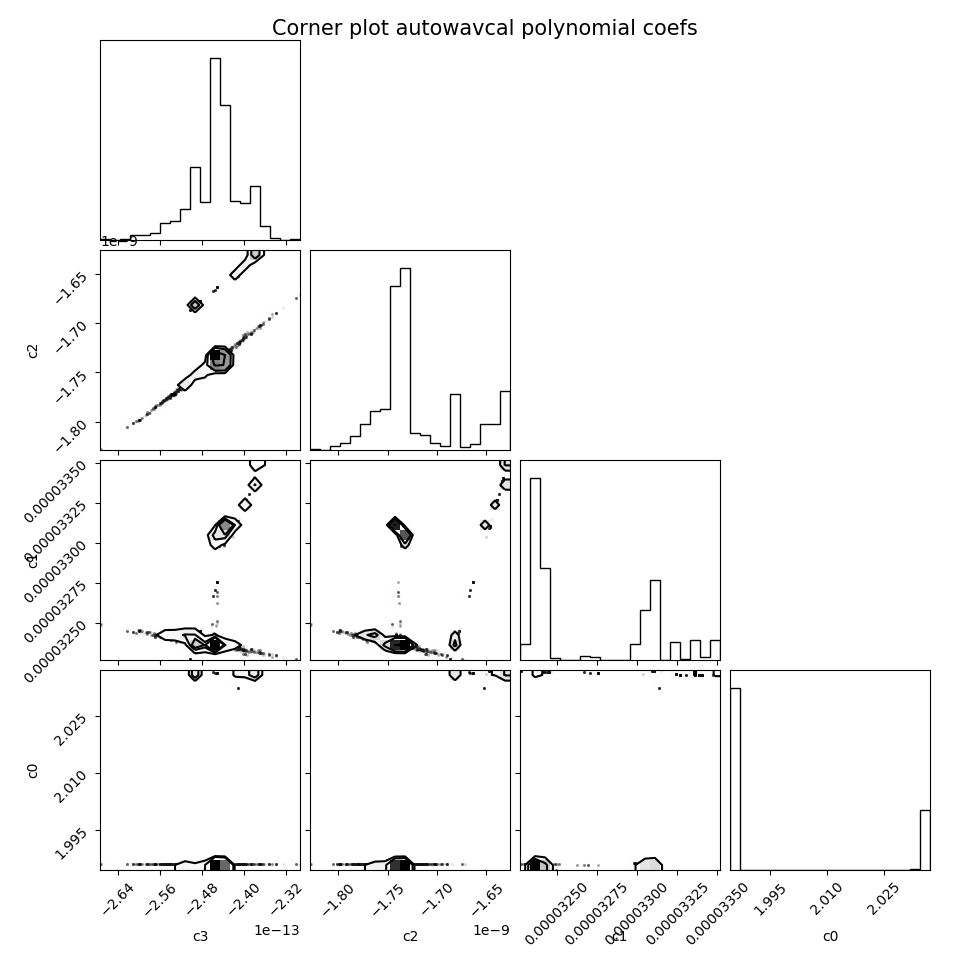 Corner plot autowavcal polynomial coefs
1e−9
c2
−1.65
−1.70
−1.75
−1.80
c1
0.00003350
0.00003325
0.00003300
0.00003275
0.00003250
c0
2.025
2.010
1.995
−2.64 −2.56 −2.48 −2.40 −2.32
1e−13
c3
−1.80 −1.75 −1.70 −1.65
1e−9
c2
0.00003250 0.00003275 0.00003300 0.00003325 0.00003350
c1
1.995 2.010 2.025
c0